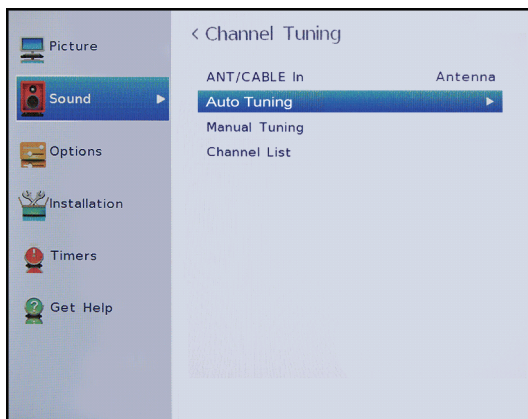 Picture
Sound
Options
Installation
Timers
Get Help
< Channel Tuning
ANT/CABLE In Antenna
Auto Tuning
Manual Tuning
Channel List